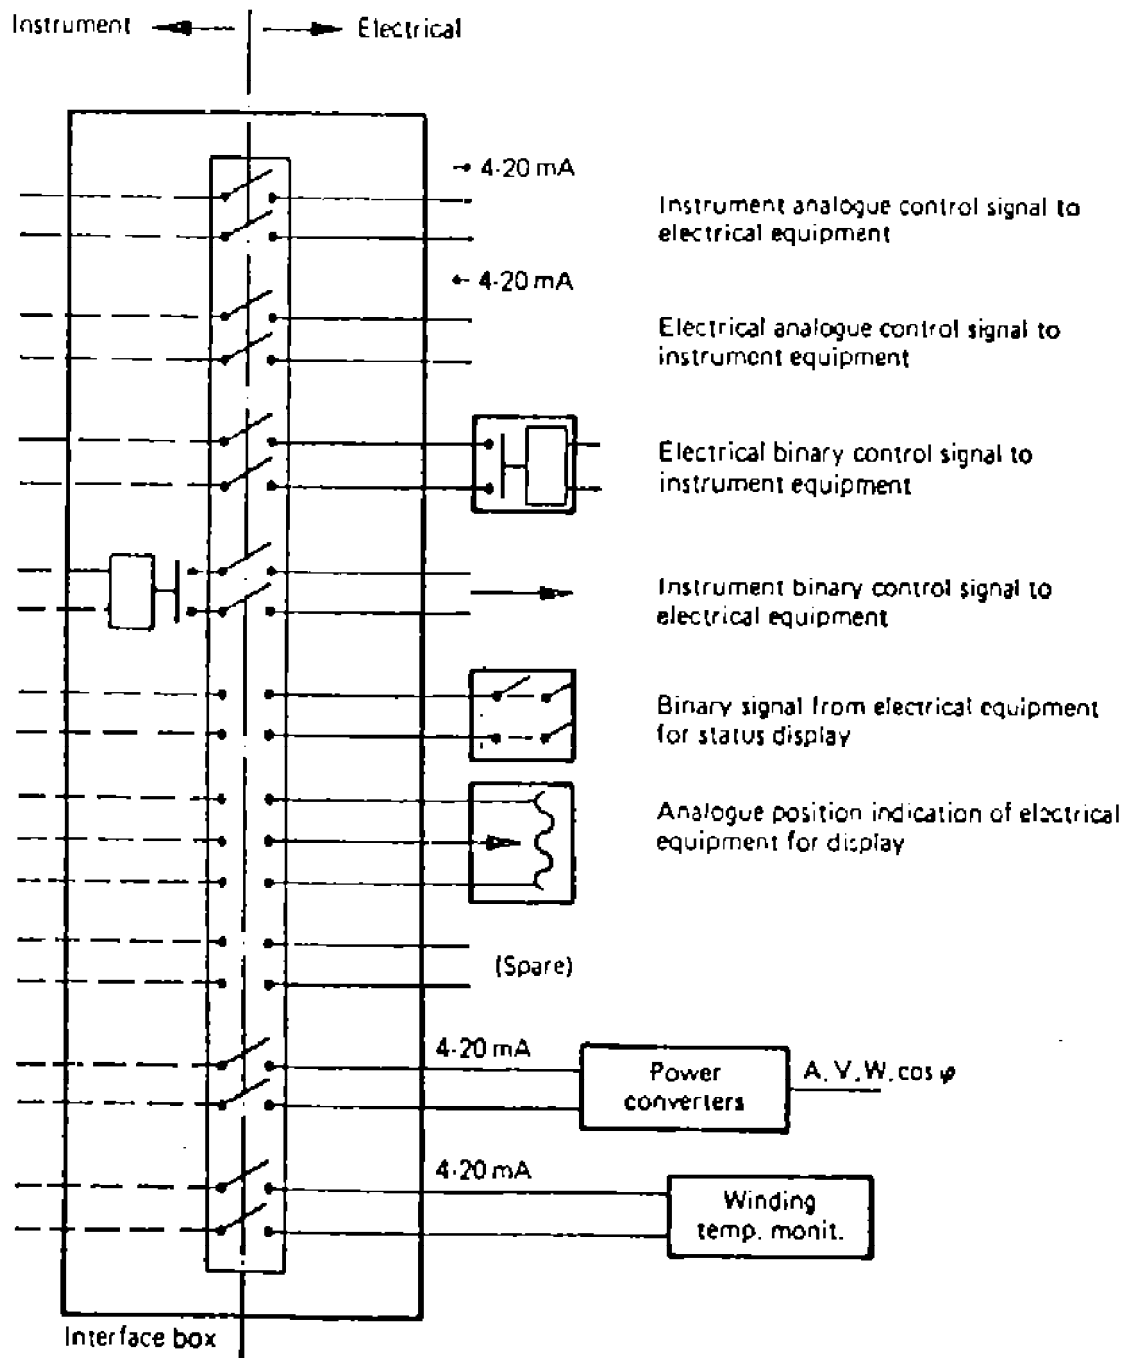 Instrument
Electrical
4-20 mA
Instrument analogue control signal to
electrical equipment
4-20 mA
Electrical analogue control signal to
instrument equipment
Electrical binary control signal to
instrument equipment
Instrument binary control signal to
electrical equipment
Binary signal from electrical equipment
for status display
Analogue position indication of electrical
equipment for display
(Spare)
4-20 mA
Power
converters
A, V, W, cos φ
4-20 mA
Winding
temp. monit.
Interface box